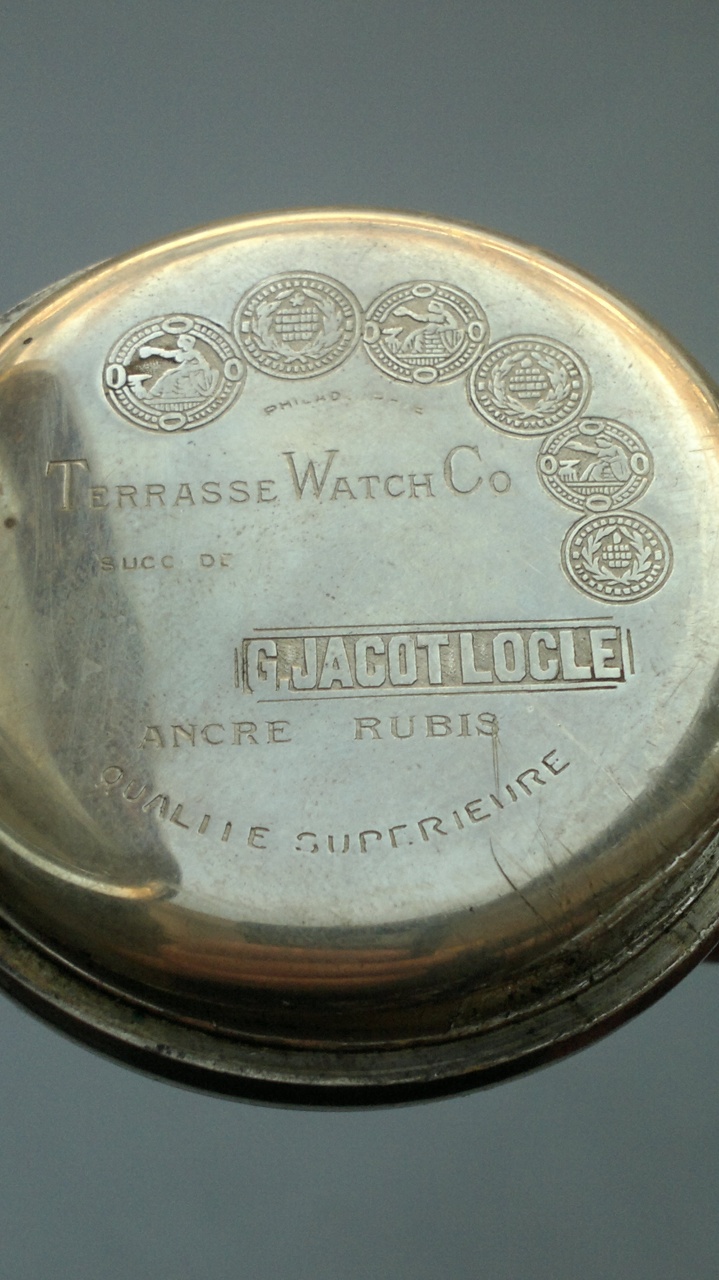 TERRASSE WATCH CO
SUCC DE
G. JACOT LOCLE
ANCRE RUBIS
QUALITE SUPERIEURE